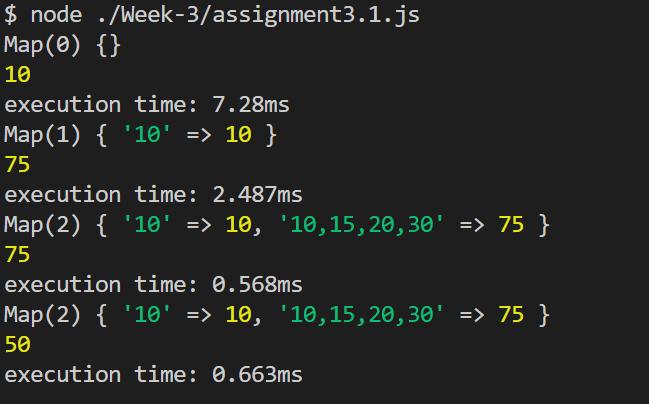 $ node ./Week-3/assignment3.1.js
Map(0) {}
10
execution time: 7.28ms
Map(1) { '10' => 10 }
75
execution time: 2.487ms
Map(2) { '10' => 10, '10,15,20,30' => 75 }
75
execution time: 0.568ms
Map(2) { '10' => 10, '10,15,20,30' => 75 }
50
execution time: 0.663ms